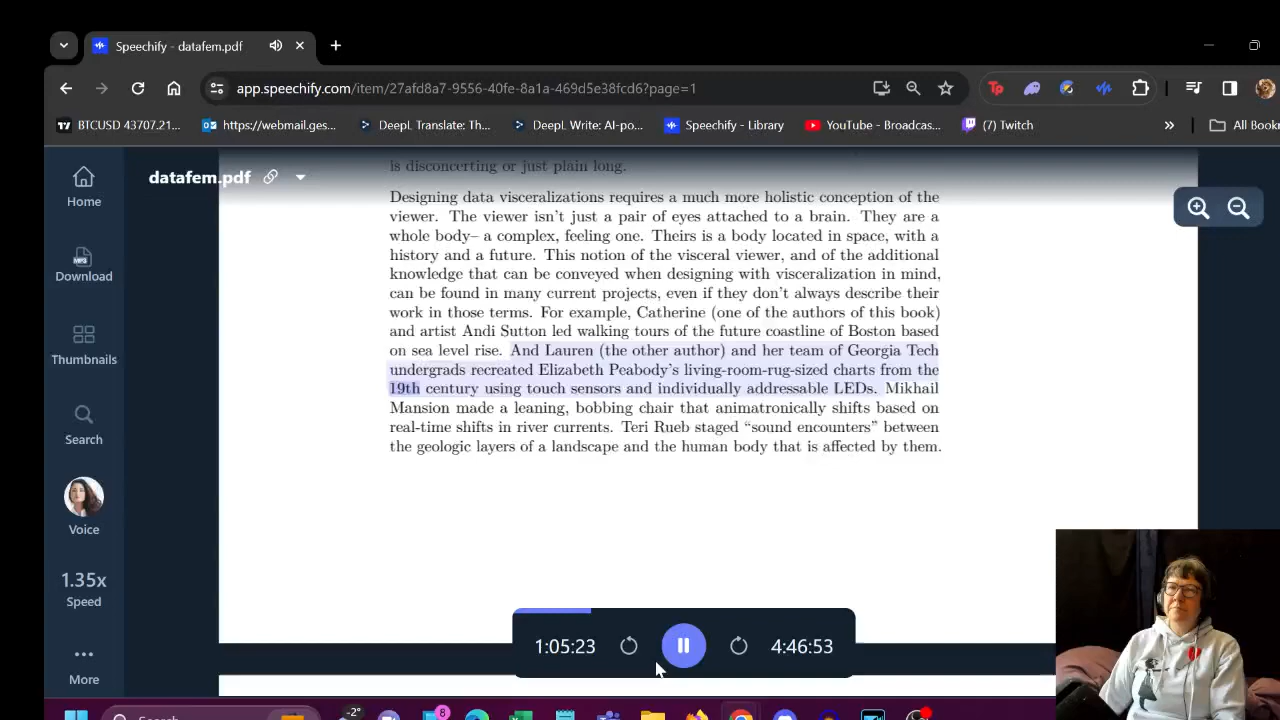 Speechify - datafem.pdf
app.speechify.com/item/27afd8a7-9556-40fe-8a1a-469d5e38fcd6?page=1
BTCUSD 43707.21...
https://webmail.ges...
DeepL Translate: Th...
DeepL Write: AI-po...
Speechify - Library
YouTube - Broadcas...
(7) Twitch
»
All Book
datafem.pdf
Home
Download
Thumbnails
Search
Voice
1.35x
Speed
More
is disconcerting or just plain long.
Designing data visceralizations requires a much more holistic conception of the
viewer. The viewer isn't just a pair of eyes attached to a brain. They are a
whole body– a complex, feeling one. Theirs is a body located in space, with a
history and a future. This notion of the visceral viewer, and of the additional
knowledge that can be conveyed when designing with visceralization in mind,
can be found in many current projects, even if they don't always describe their
work in those terms. For example, Catherine (one of the authors of this book)
and artist Andi Sutton led walking tours of the future coastline of Boston based
on sea level rise. And Lauren (the other author) and her team of Georgia Tech
undergrads recreated Elizabeth Peabody's living-room-rug-sized charts from the
19th century using touch sensors and individually addressable LEDs. Mikhail
Mansion made a leaning, bobbing chair that animatronically shifts based on
real-time shifts in river currents. Teri Rueb staged “sound encounters” between
the geologic layers of a landscape and the human body that is affected by them.
1:05:23
4:46:53
Search
-2°
8